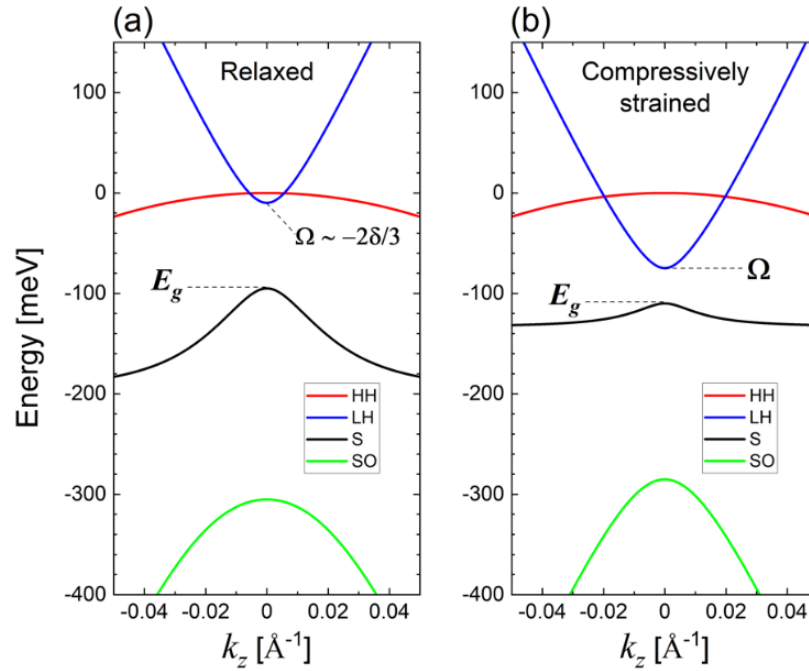 (a)
Relaxed
Ω ~ −2δ/3
E_g
HH
LH
S
SO
Energy [meV]
100
0
-100
-200
-300
-400
-0.04 -0.02 0 0.02 0.04
k_z [Å⁻¹]
(b)
Compressively
strained
Ω
E_g
HH
LH
S
SO
100
0
-100
-200
-300
-400
-0.04 -0.02 0 0.02 0.04
k_z [Å⁻¹]